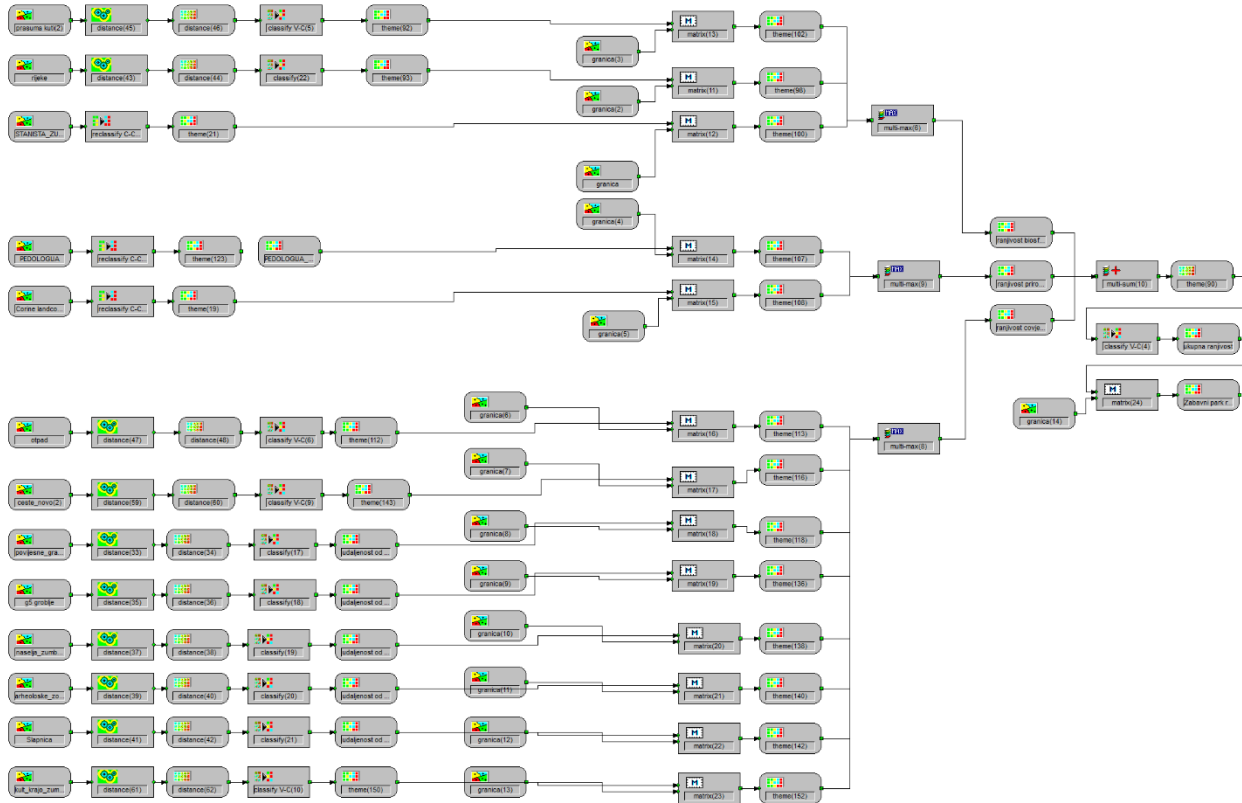 prasuma kuti(2) distance(45) distance(46) classify V-C(5) theme(92) M matrix(13) theme(102)
granica(3)
rijeke distance(43) distance(44) classify(22) theme(93) M matrix(11) theme(98)
granica(2)
STANISTA_ZU... reclassify C-C... theme(21) M matrix(12) theme(100) multi-max(6)
granica
granica(4)
ranjivost biosf...
PEDOLOGIJA reclassify C-C... theme(123) PEDOLOGIJA_... M matrix(14) theme(167)
multi-max(9) ranjivost priro... multi-sum(10) theme(90)
Corine landco... reclassify C-C... theme(19) M matrix(15) theme(168)
granica(5) ranjivost covje... classify V-C(4) ukupna ranjivost
M matrix(24) Zabavni park r...
granica(14)
granica(6)
otpad distance(47) distance(48) classify V-C(6) theme(112) M matrix(16) theme(113) multi-max(8)
granica(7)
ceste_novo(2) distance(59) distance(60) classify V-C(9) theme(143) M matrix(17) theme(116)
granica(8)
povijesne_gra... distance(33) distance(34) classify(17) udaljenost od ... M matrix(18) theme(118)
granica(9)
g5 groblje distance(35) distance(36) classify(18) udaljenost od ... M matrix(19) theme(136)
granica(10)
naselja_zumb... distance(37) distance(38) classify(19) udaljenost od ... M matrix(20) theme(138)
granica(11)
arheoloske_zo... distance(39) distance(40) classify(20) udaljenost od ... M matrix(21) theme(140)
Slapnica distance(41) distance(42) classify(21) udaljenost od ... granica(12) M matrix(22) theme(142)
kult_kraja_zum... distance(61) distance(62) classify V-C(10) theme(150) granica(13) M matrix(23) theme(152)